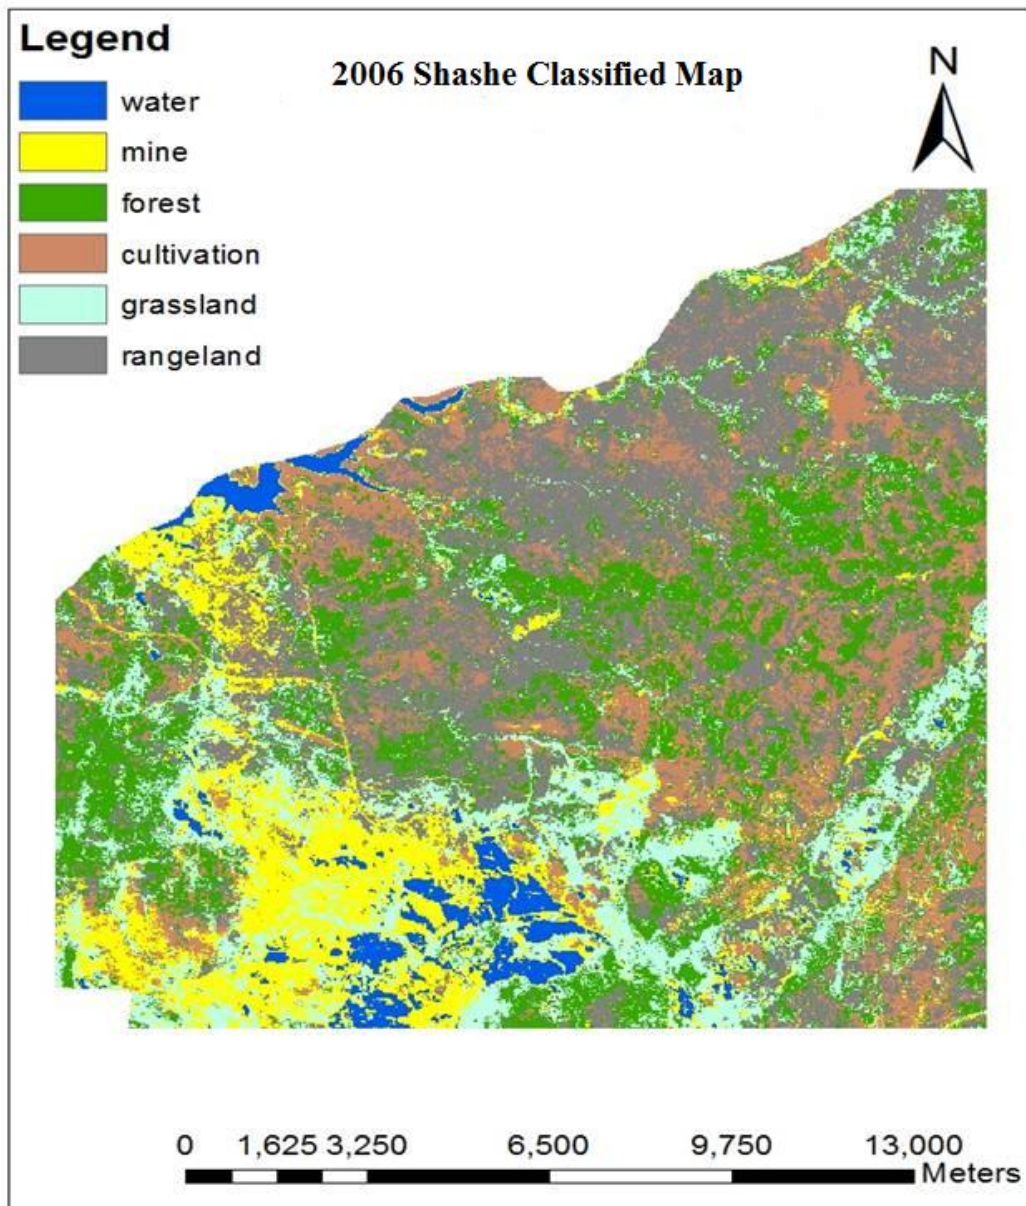 Legend
2006 Shashe Classified Map
N
water
mine
forest
cultivation
grassland
rangeland
0 1,625 3,250 6,500 9,750 13,000
Meters